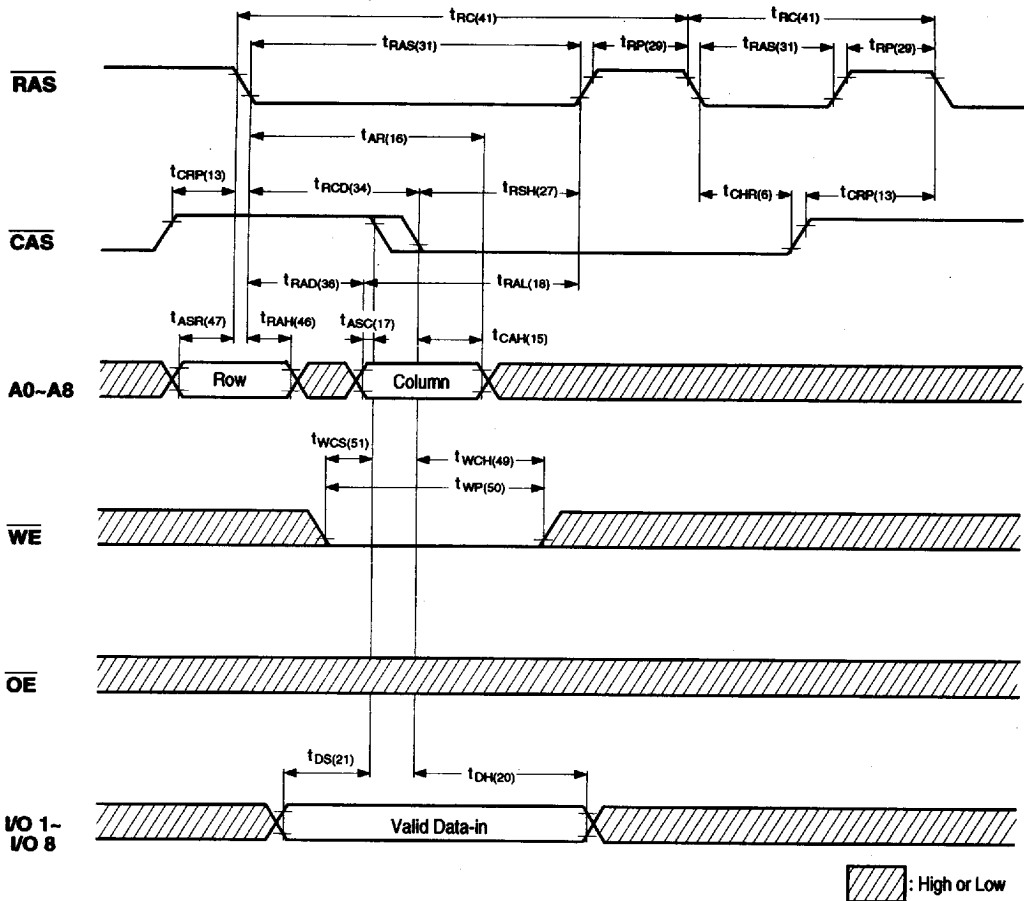 tRC(41) tRC(41)
tRAS(31) tRP(29) tRAS(31) tRP(29)
RAS
tAR(16)
tCRP(13) tRCD(34) tRSH(27) tCHR(6) tCRP(13)
CAS
tRAD(36) tRAL(18)
tASR(47) tRAH(46) tASC(17) tCAH(15)
A0~A8 Row Column
tWCS(51) tWCH(49)
tWP(50)
WE
OE
tDS(21) tDH(20)
I/O 1~
I/O 8
Valid Data-in
: High or Low